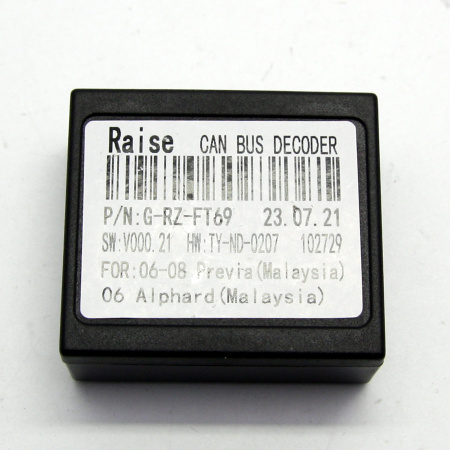 Raise CAN BUS DECODER
P/N:G-RZ-FT69 23.07.21
SW:V000.21 HW:TY-ND-0207 102729
FOR:06-08 Previa(Malaysia)
06 Alphard(Malaysia)